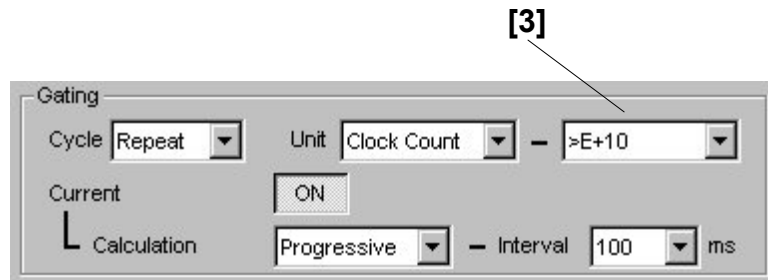 [3]
Gating
Cycle Repeat Unit Clock Count – >E+10
Current ON
Calculation Progressive – Interval 100 ms